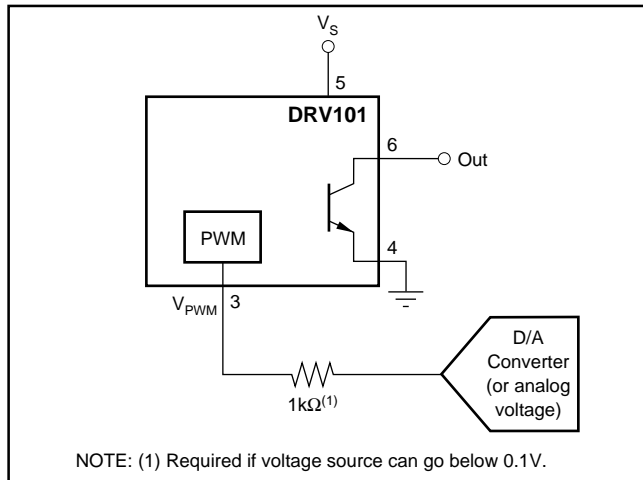 V_S
5
DRV101
6
Out
PWM
4
V_PWM
3
D/A
Converter
(or analog
voltage)
1kΩ(1)
NOTE: (1) Required if voltage source can go below 0.1V.